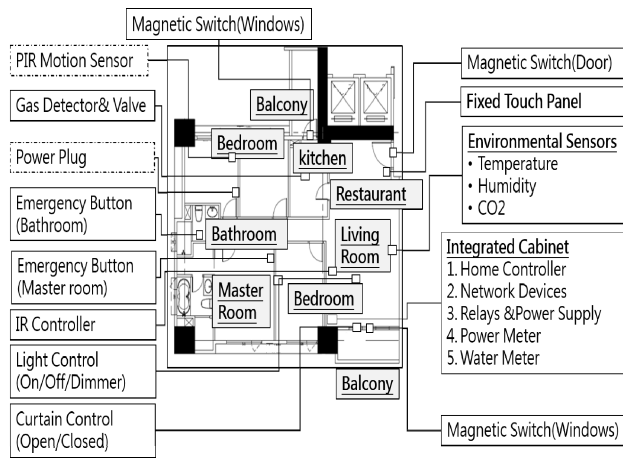 Magnetic Switch(Windows)
PIR Motion Sensor
Gas Detector& Valve
Power Plug
Emergency Button
(Bathroom)
Emergency Button
(Master room)
IR Controller
Light Control
(On/Off/Dimmer)
Curtain Control
(Open/Closed)
Balcony
Bedroom
kitchen
Restaurant
Bathroom
Living
Room
Master
Room
Bedroom
Balcony
Magnetic Switch(Door)
Fixed Touch Panel
Environmental Sensors
• Temperature
• Humidity
• CO2
Integrated Cabinet
1. Home Controller
2. Network Devices
3. Relays &Power Supply
4. Power Meter
5. Water Meter
Magnetic Switch(Windows)